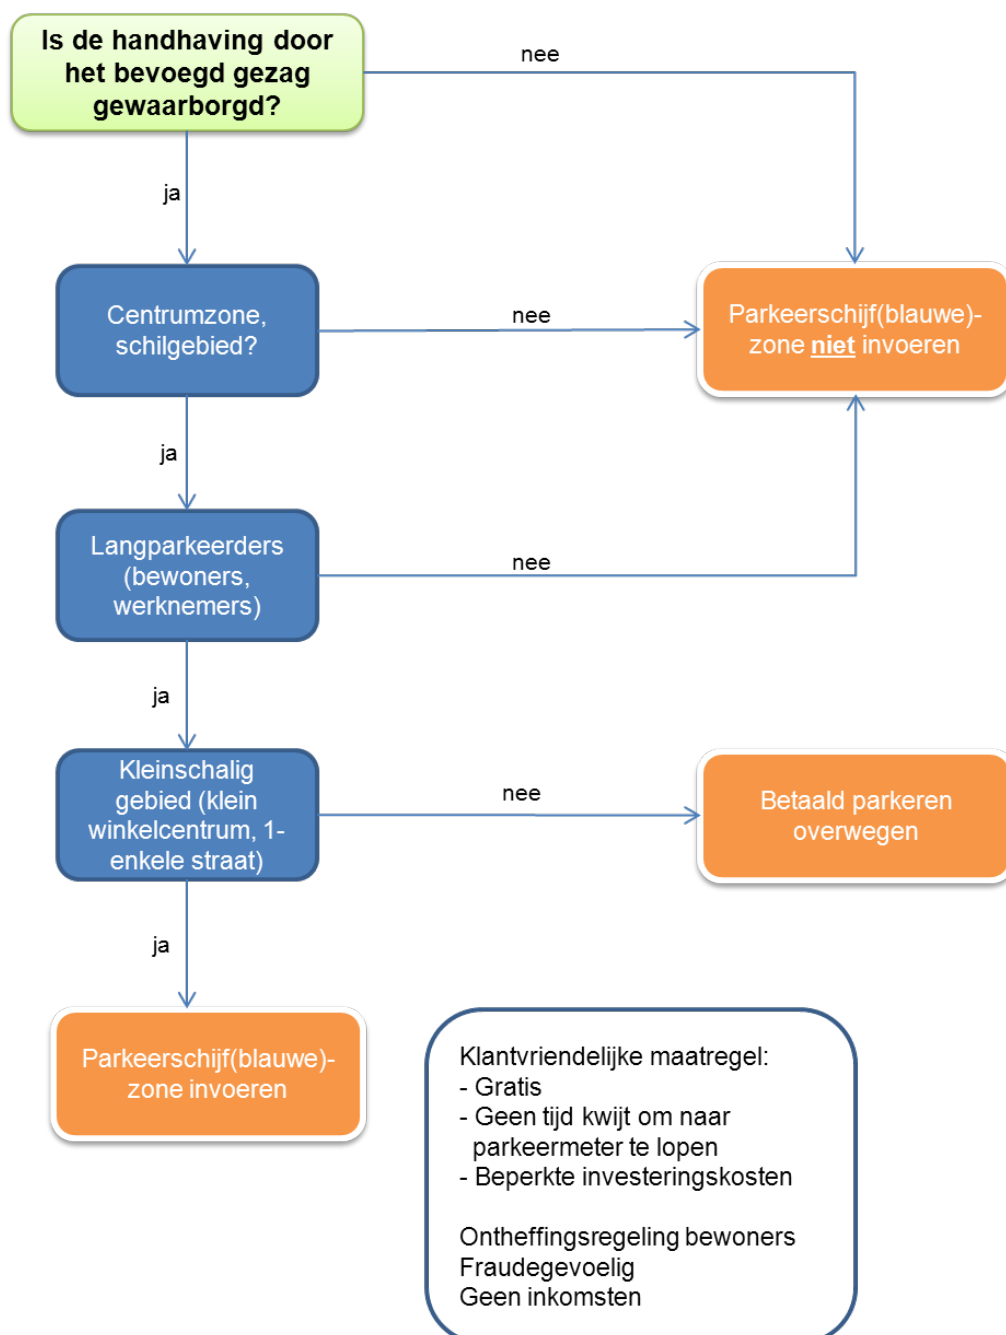 Is de handhaving door
het bevoegd gezag
gewaarborgd?
nee
ja
Centrumzone,
schilgebied?
nee
Parkeerschijf(blauwe)-
zone niet invoeren
ja
Langparkeerders
(bewoners,
werknemers)
nee
ja
Kleinschalig
gebied (klein
winkelcentrum, 1-
enkele straat)
nee
Betaald parkeren
overwegen
ja
Parkeerschijf(blauwe)-
zone invoeren
Klantvriendelijke maatregel:
- Gratis
- Geen tijd kwijt om naar
parkeermeter te lopen
- Beperkte investeringskosten
Ontheffingsregeling bewoners
Fraudegevoelig
Geen inkomsten